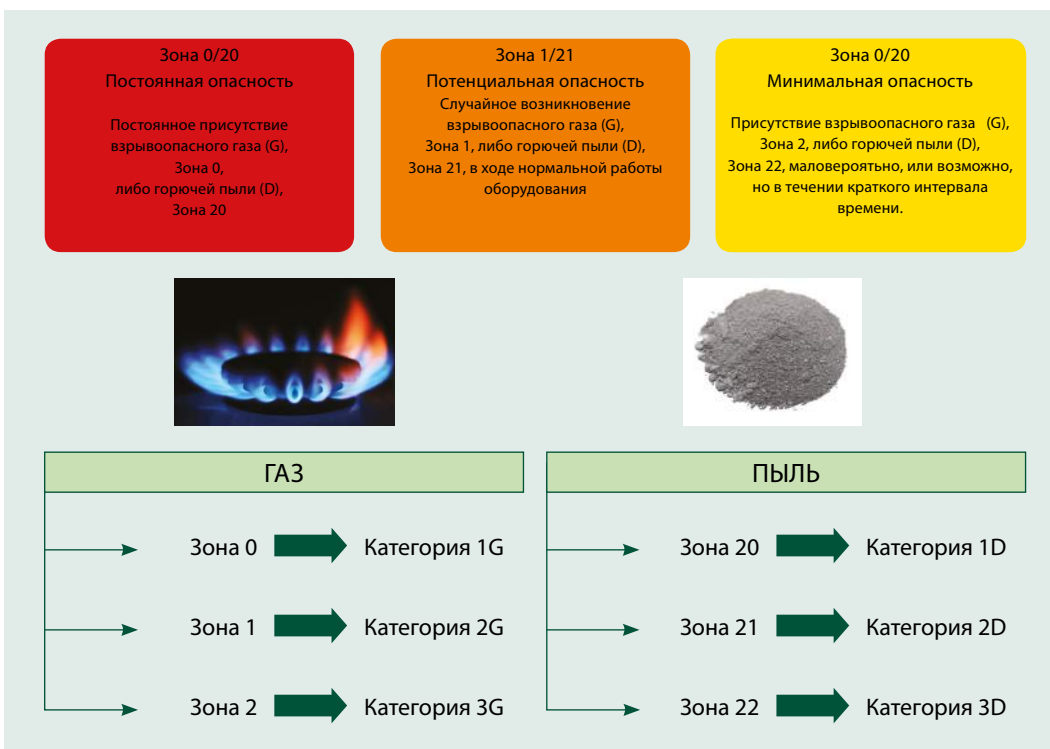 Зона 0/20
Постоянная опасность
Постоянное присутствие
взрывоопасного газа (G),
Зона 0,
либо горючей пыли (D),
Зона 20
Зона 1/21
Потенциальная опасность
Случайное возникновение
взрывоопасного газа (G),
Зона 1, либо горючей пыли (D),
Зона 21, в ходе нормальной работы
оборудования
Зона 0/20
Минимальная опасность
Присутствие взрывоопасного газа (G),
Зона 2, либо горючей пыли (D),
Зона 22, маловероятьно, или возможно,
но в течении краткого интервала
времени.
ГАЗ
Зона 0 Категория 1G
Зона 1 Категория 2G
Зона 2 Категория 3G
ПЫЛЬ
Зона 20 Категория 1D
Зона 21 Категория 2D
Зона 22 Категория 3D